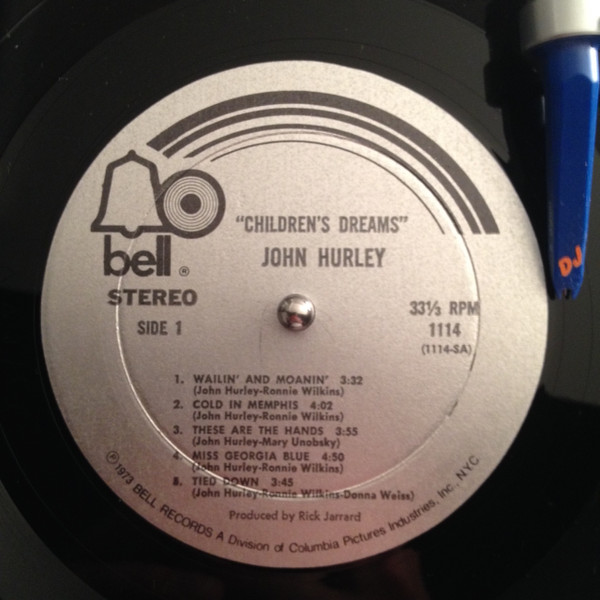 bell®
"CHILDREN'S DREAMS"
JOHN HURLEY
STEREO
SIDE 1
33⅓ RPM
1114
(1114-SA)
1. WAILIN' AND MOANIN' 3:32
(John Hurley-Ronnie Wilkins)
2. COLD IN MEMPHIS 4:02
(John Hurley-Ronnie Wilkins)
3. THESE ARE THE HANDS 3:55
(John Hurley-Mary Unobsky)
4. MISS GEORGIA BLUE 4:50
(John Hurley-Ronnie Wilkins)
5. TIED DOWN 3:45
(John Hurley-Ronnie Wilkins-Donna Weiss)
Produced by Rick Jarrard
℗1973 BELL RECORDS A Division of Columbia Pictures Industries, Inc., N.Y.C.
DJ